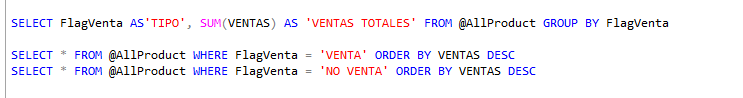 SELECT FlagVenta AS'TIPO', SUM(VENTAS) AS 'VENTAS TOTALES' FROM @AllProduct GROUP BY FlagVenta
SELECT * FROM @AllProduct WHERE FlagVenta = 'VENTA' ORDER BY VENTAS DESC
SELECT * FROM @AllProduct WHERE FlagVenta = 'NO VENTA' ORDER BY VENTAS DESC